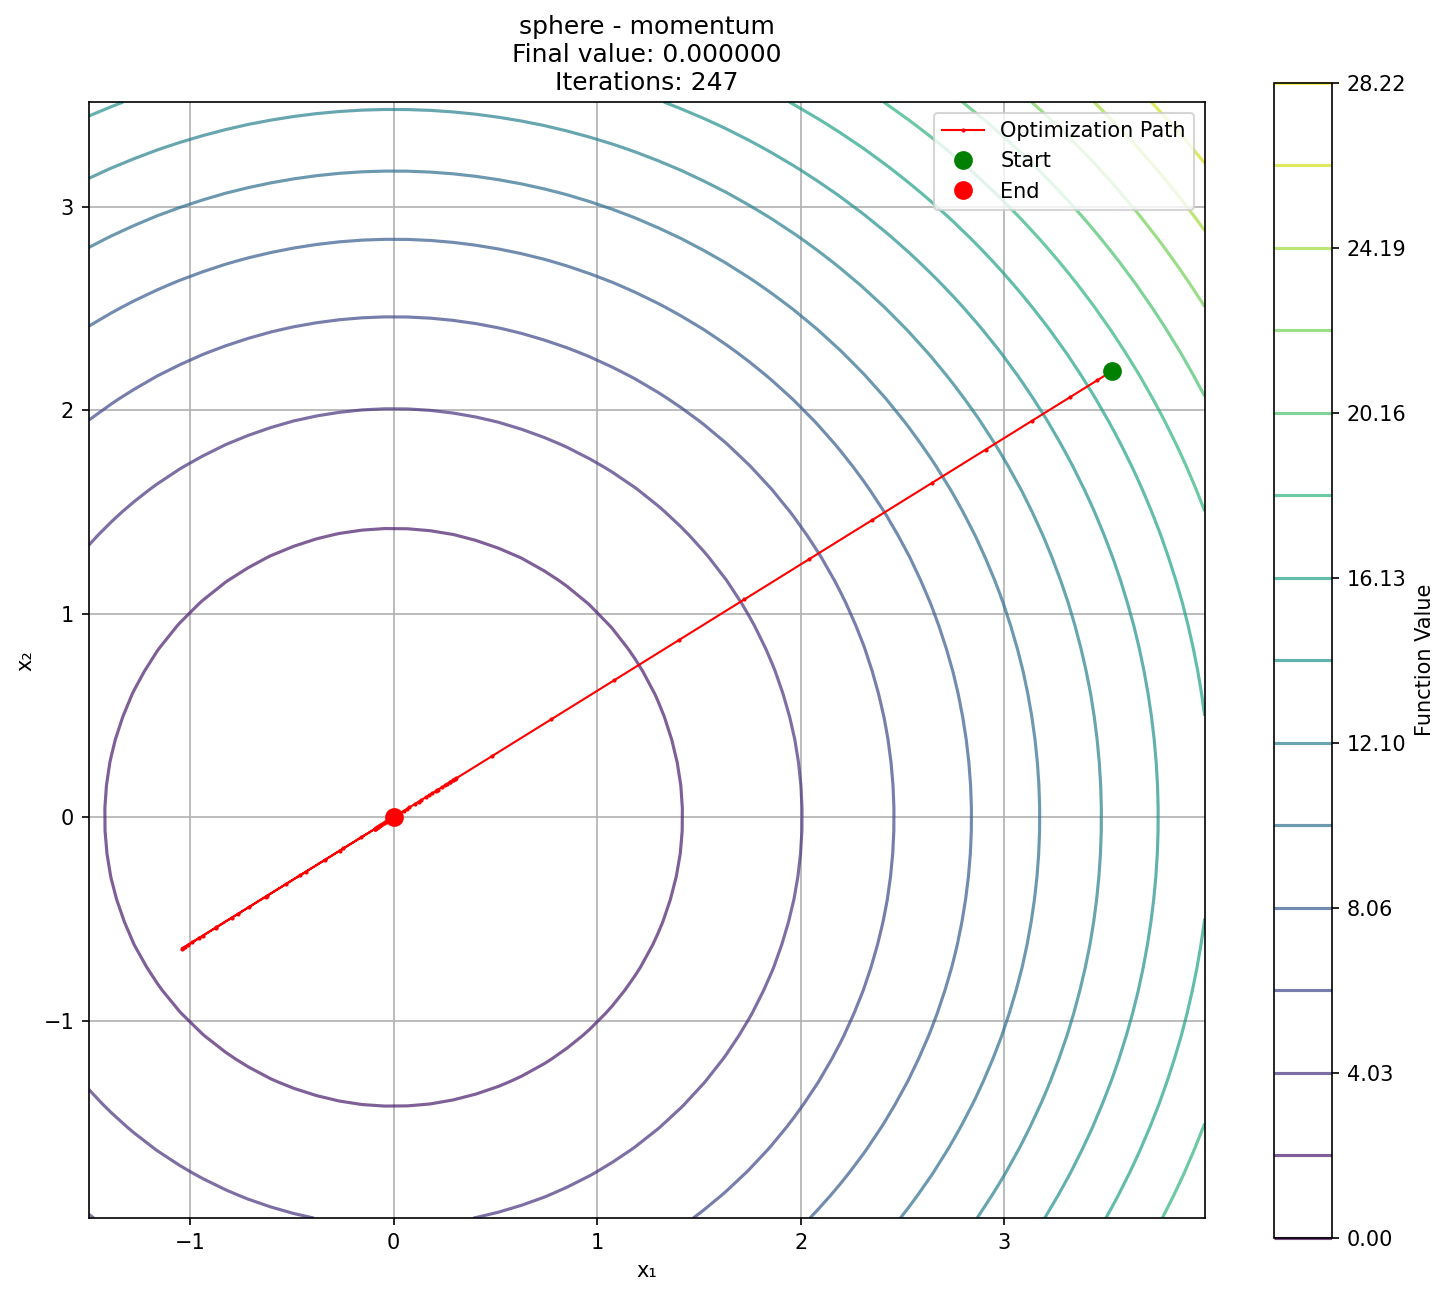 sphere - momentum
Final value: 0.000000
Iterations: 247
Optimization Path
Start
End
3
2
1
0
−1
x₂
−1
0
1
2
3
x₁
28.22
24.19
20.16
16.13
12.10
8.06
4.03
0.00
Function Value